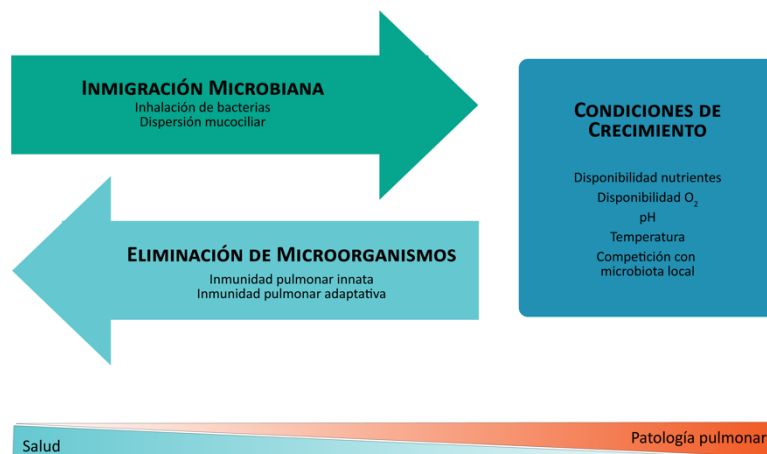 INMIGRACIÓN MICROBIANA
Inhalación de bacterias
Dispersión mucociliar
ELIMINACIÓN DE MICROORGANISMOS
Inmunidad pulmonar innata
Inmunidad pulmonar adaptativa
CONDICIONES DE
CRECIMIENTO
Disponibilidad nutrientes
Disponibilidad O₂
pH
Temperatura
Competición con
microbiota local
Salud
Patología pulmonar